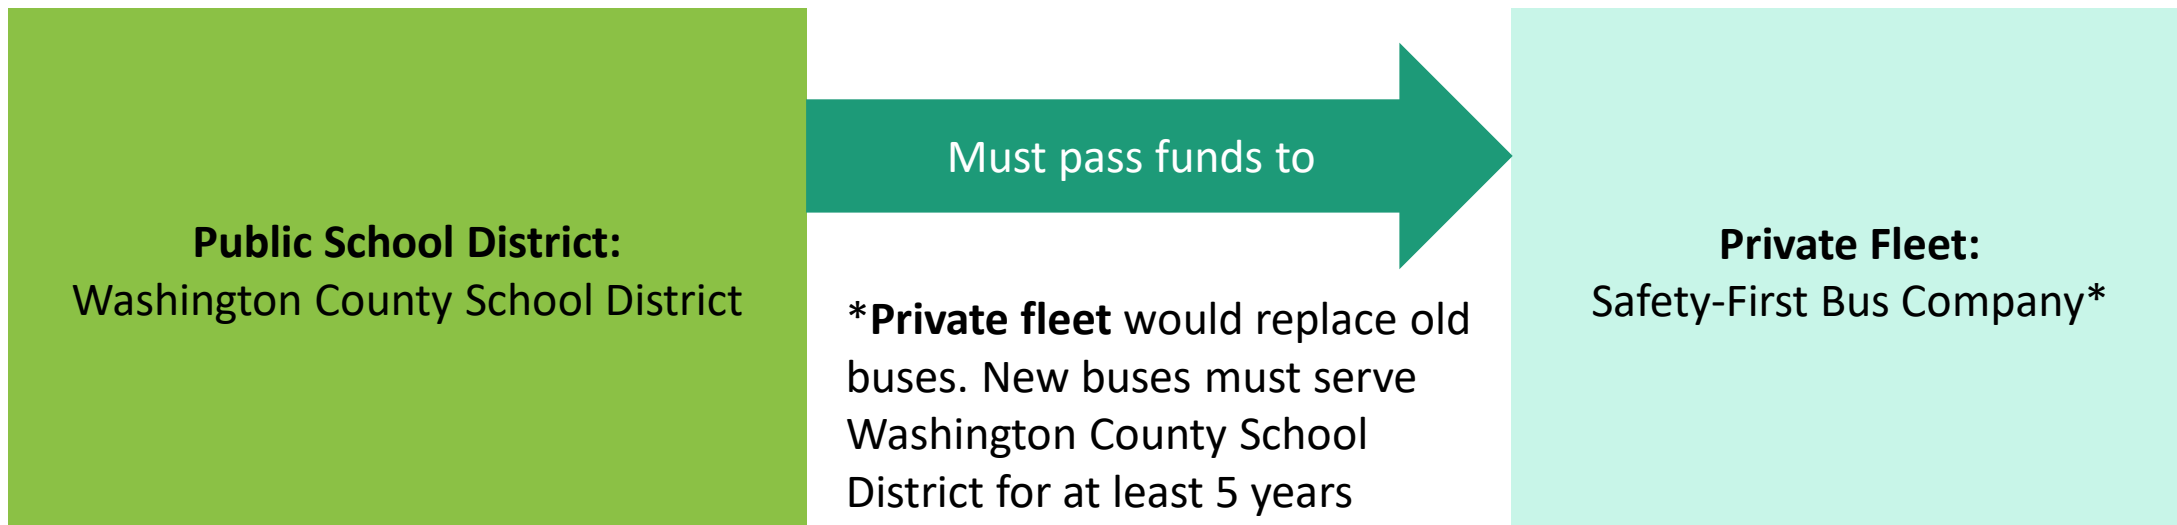 Public School District:
Washington County School District
Must pass funds to
*Private fleet would replace old
buses. New buses must serve
Washington County School
District for at least 5 years
Private Fleet:
Safety-First Bus Company*